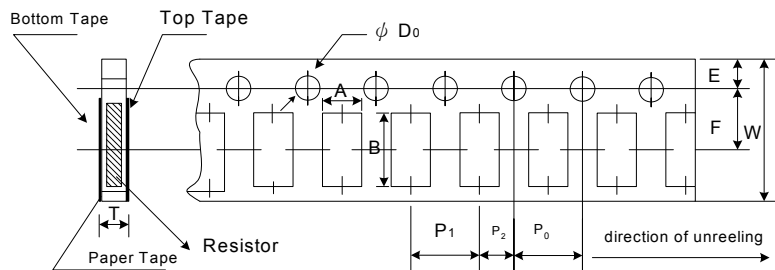 Bottom Tape
Top Tape
ϕ D0
E
A
F
W
B
T
P1
P2
P0
Resistor
direction of unreeling
Paper Tape